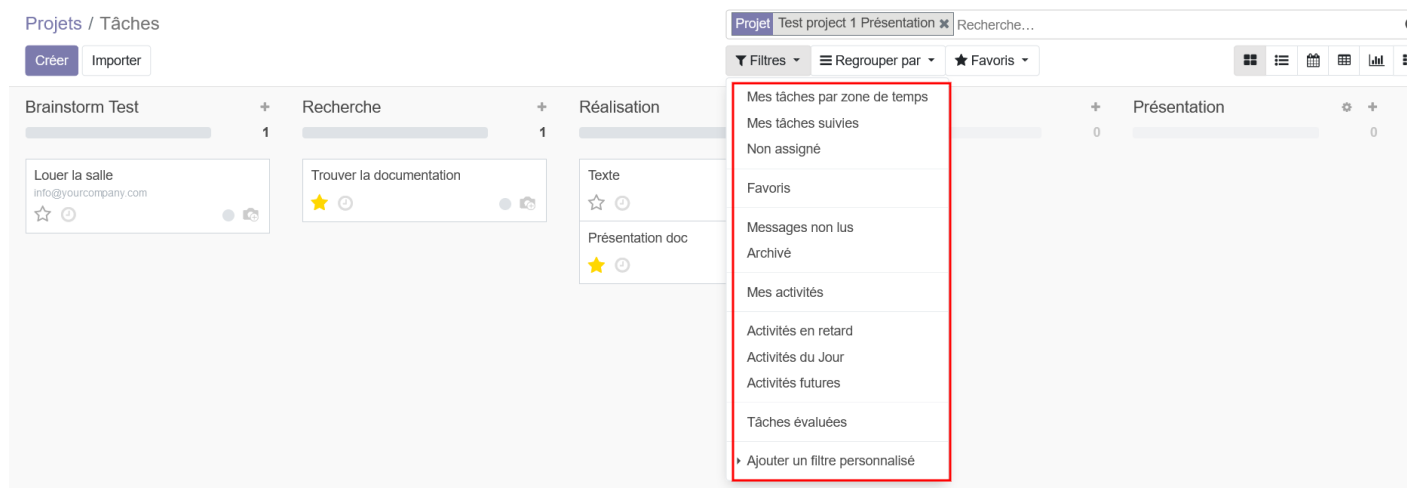 Projets / Tâches
Projet Test project 1 Présentation ✖ Recherche...
Créer Importer
Filtres Regrouper par Favoris
Brainstorm Test +
1
Recherche +
1
Réalisation
+
0
Présentation +
0
Louer la salle
info@yourcompany.com
Trouver la documentation
Texte
Présentation doc
Mes tâches par zone de temps
Mes tâches suivies
Non assigné
Favoris
Messages non lus
Archivé
Mes activités
Activités en retard
Activités du Jour
Activités futures
Tâches évaluées
Ajouter un filtre personnalisé